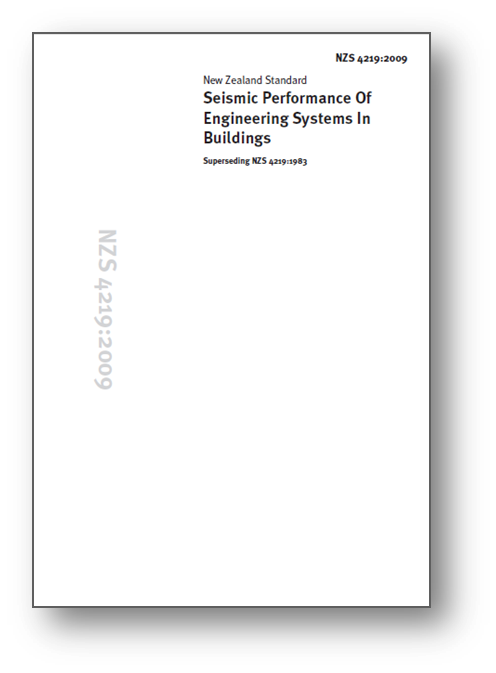 NZS 4219:2009
New Zealand Standard
Seismic Performance Of
Engineering Systems In
Buildings
Superseding NZS 4219:1983
NZS 4219:2009